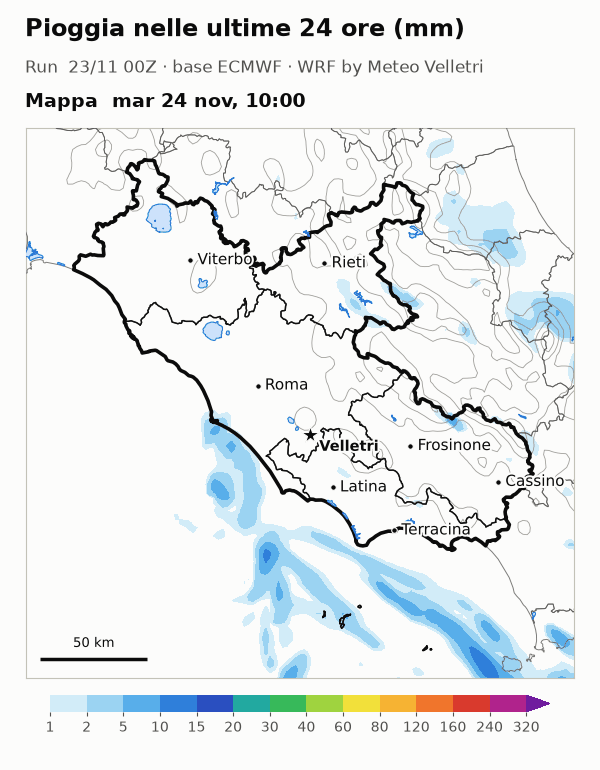 Pioggia nelle ultime 24 ore (mm)
Run  23/11 00Z · base ECMWF · WRF by Meteo Velletri
Mappa  mar 24 nov, 10:00
Viterbo
Rieti
Roma
Velletri
Frosinone
Cassino
Latina
Terracina
50 km
1 2 5 10 15 20 30 40 60 80 120 160 240 320